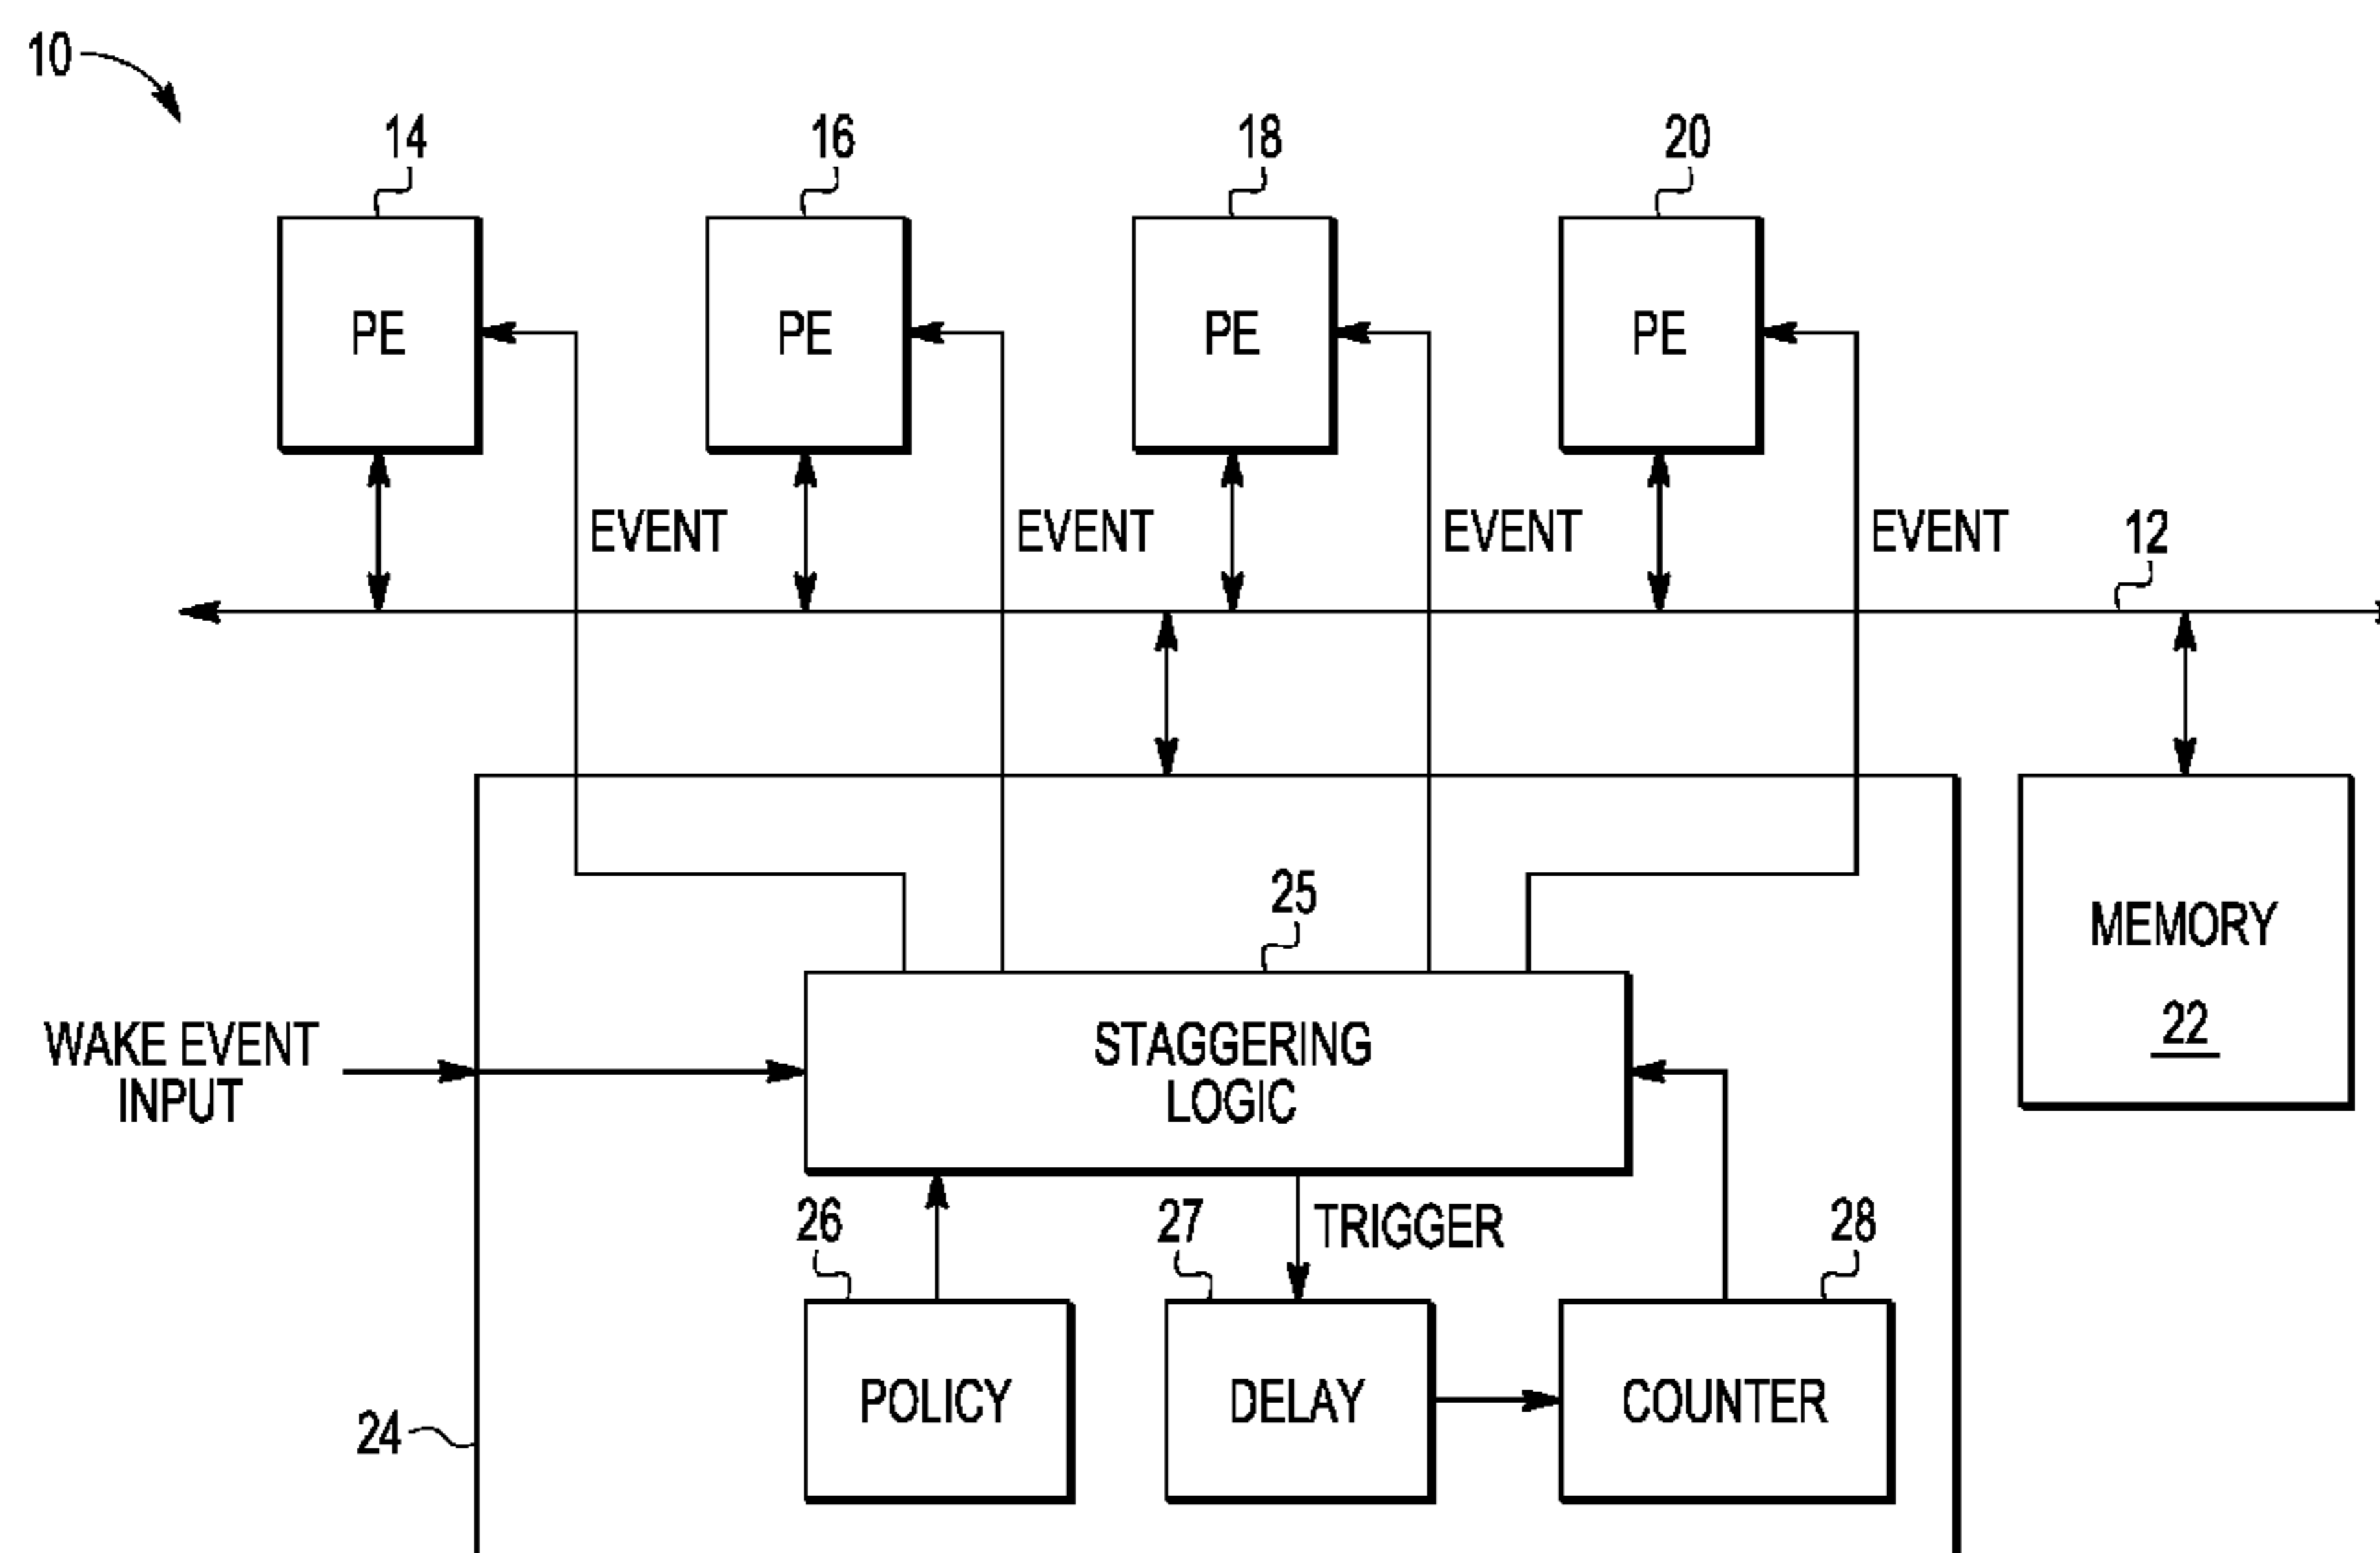 10
14
16
18
20
PE
PE
PE
PE
EVENT
EVENT
EVENT
EVENT
12
25
MEMORY
22
WAKE EVENT
INPUT
STAGGERING
LOGIC
26
27
TRIGGER
28
POLICY
DELAY
COUNTER
24